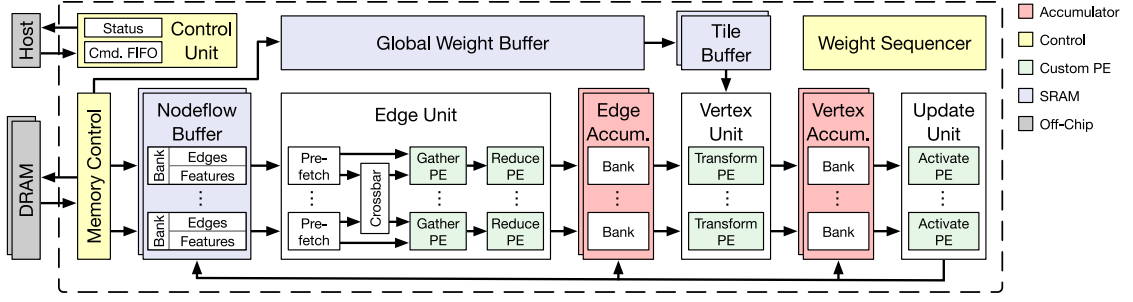 Host
Status
Cmd. FIFO
Control
Unit
Global Weight Buffer
Tile
Buffer
Weight Sequencer
Accumulator
Control
Custom PE
SRAM
Off-Chip
DRAM
Memory Control
Nodeflow
Buffer
Bank
Edges
Features
⋮
Bank
Edges
Features
Edge Unit
Pre-
fetch
Pre-
fetch
Crossbar
Gather
PE
Reduce
PE
Gather
PE
Reduce
PE
Edge
Accum.
Bank
Bank
Vertex
Unit
Transform
PE
Transform
PE
Vertex
Accum.
Bank
Bank
Update
Unit
Activate
PE
Activate
PE